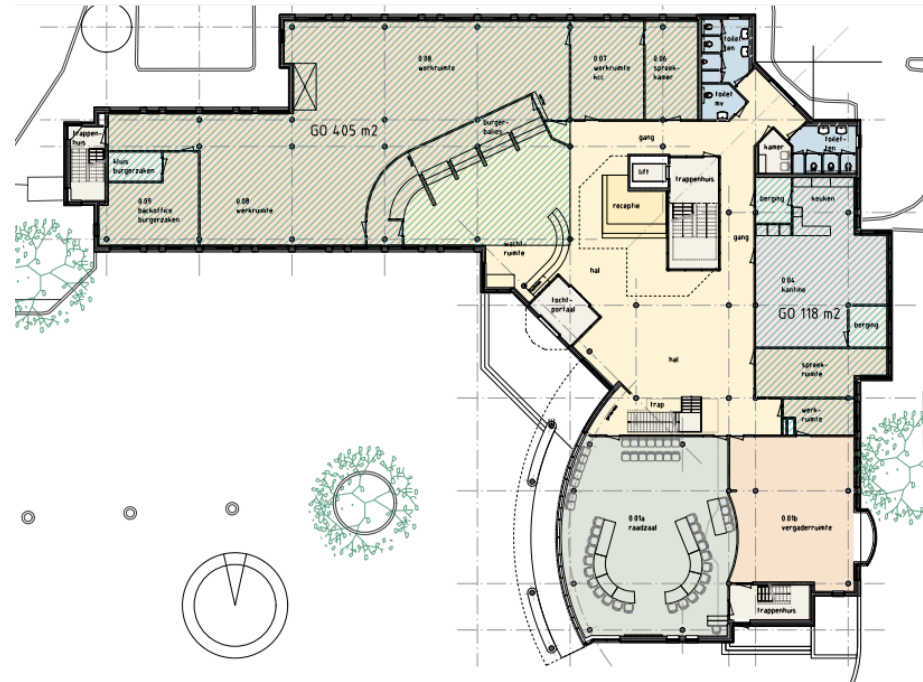 0.08
werkruimte
0.07
werkruimte
kcc
0.06
spreek-
kamer
toilet
ten
toilet
mv
trappen-
huis
GO 405 m2
burger-
balies
gang
kamer
toilet-
ten
kluis
burgerzaken
lift
trappenhuis
berging
keuken
0.09
backoffice
burgerzaken
0.08
werkruimte
receptie
gang
wacht-
ruimte
hal
0.04
kantine
tocht-
portaal
GO 118 m2
berging
hal
spreek-
ruimte
trap
werk-
ruimte
0.01a
raadzaal
0.01b
vergaderruimte
trappenhuis